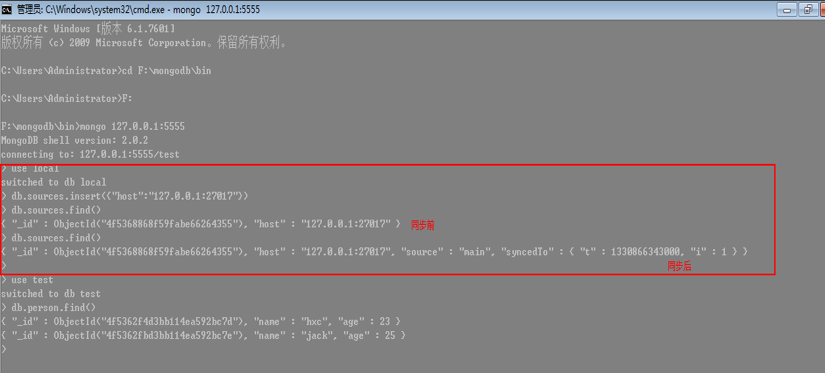 管理员: C:\Windows\system32\cmd.exe - mongo 127.0.0.1:5555
Microsoft Windows [版本 6.1.7601]
版权所有 (c) 2009 Microsoft Corporation。保留所有权利。
C:\Users\Administrator>cd F:\mongodb\bin
C:\Users\Administrator>F:
F:\mongodb\bin>mongo 127.0.0.1:5555
MongoDB shell version: 2.0.2
connecting to: 127.0.0.1:5555/test
> use local
switched to db local
> db.sources.insert({"host":"127.0.0.1:27017"})
> db.sources.find()
{ "_id" : ObjectId("4f5368868f59fabe66264355"), "host" : "127.0.0.1:27017" } 同步前
> db.sources.find()
{ "_id" : ObjectId("4f5368868f59fabe66264355"), "host" : "127.0.0.1:27017", "source" : "main", "syncedTo" : { "t" : 1330866343000, "i" : 1 } }
>
同步后
> use test
switched to db test
> db.person.find()
{ "_id" : ObjectId("4f5362f4d3bb114ea592bc7d"), "name" : "hxc", "age" : 23 }
{ "_id" : ObjectId("4f5362fbd3bb114ea592bc7e"), "name" : "jack", "age" : 25 }
>